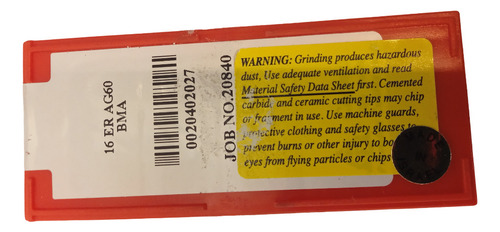 16 ER AG60
BMA
0020402027
JOB NO.20840
WARNING: Grinding produces hazardous
dust, Use adequate ventilation and read
Material Safety Data Sheet first. Cemented
carbide and ceramic cutting tips may chip
or fragment in use. Use machine guards,
protective clothing and safety glasses to
prevent burns or other injury to
eyes from flying particles or chips